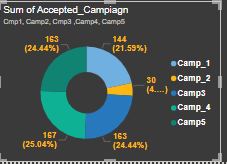 Sum of Accepted_Campiagn
Cmp1, Camp2, Cmp3 ,Camp4, Camp5
163
(24.44%)
144
(21.59%)
30
(4....)
167
(25.04%)
163
(24.44%)
Camp_1
Camp_2
Camp3
Camp_4
Camp5